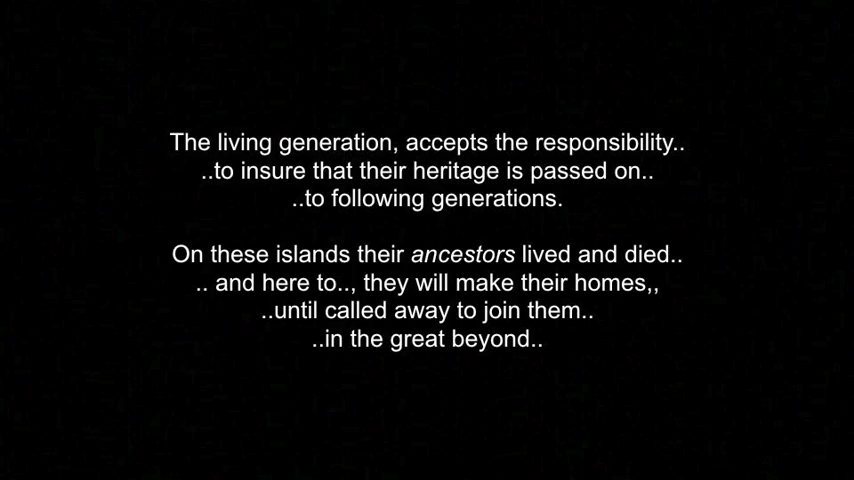 The living generation, accepts the responsibility..
..to insure that their heritage is passed on..
..to following generations.
On these islands their ancestors lived and died..
.. and here to.., they will make their homes,,
..until called away to join them..
..in the great beyond..